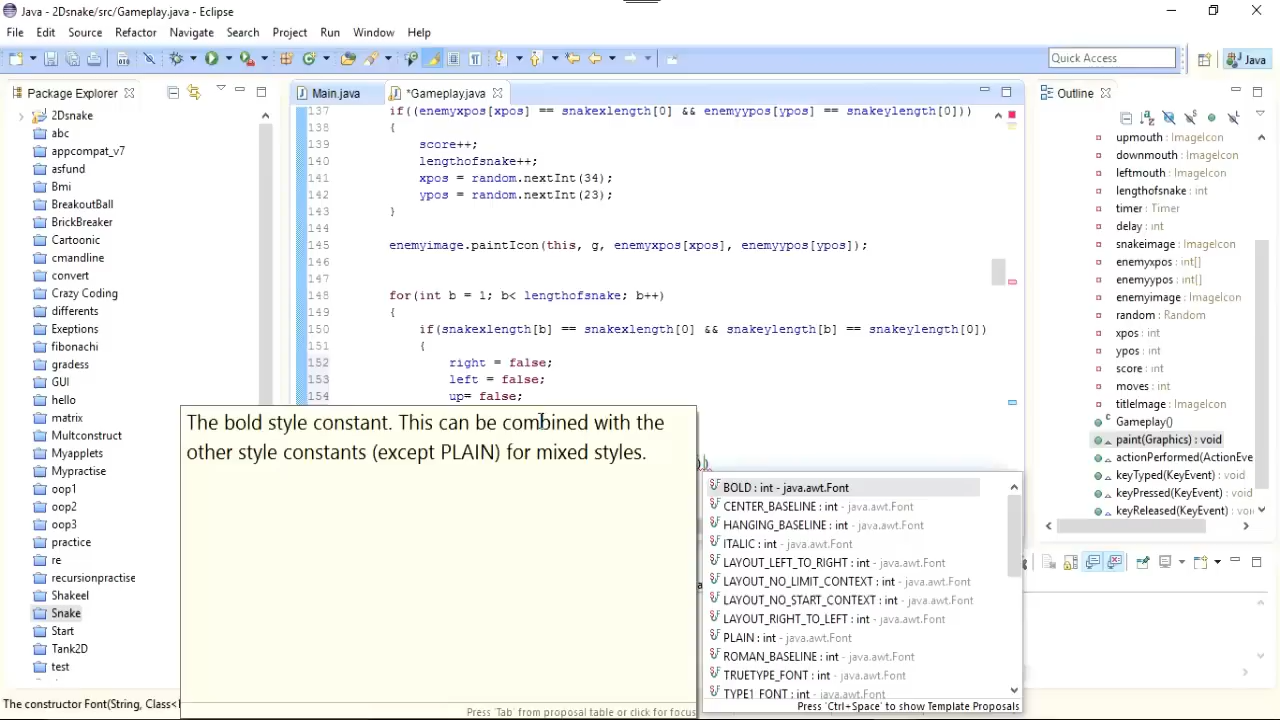 Java - 2Dsnake/src/Gameplay.java - Eclipse
File Edit Source Refactor Navigate Search Project Run Window Help
Quick Access
Java
Package Explorer
2Dsnake
abc
appcompat_v7
asfund
Bmi
BreakoutBall
BrickBreaker
Cartoonic
cmandline
convert
Crazy Coding
differents
Exeptions
fibonachi
gradess
GUI
hello
matrix
Multconstruct
Myapplets
Mypractise
oop1
oop2
oop3
practice
re
recursionpractise
Shakeel
Snake
Start
Tank2D
test
Main.java
*Gameplay.java
137 if((enemyxpos[xpos] == snakexlength[0] && enemyypos[ypos] == snakeylength[0]))
138 {
139 score++;
140 lengthofsnake++;
141 xpos = random.nextInt(34);
142 ypos = random.nextInt(23);
143 }
144
145 enemyimage.paintIcon(this, g, enemyxpos[xpos], enemyypos[ypos]);
146
147
148 for(int b = 1; b< lengthofsnake; b++)
149 {
150 if(snakexlength[b] == snakexlength[0] && snakeylength[b] == snakeylength[0])
151 {
152 right = false;
153 left = false;
154 up= false;
The bold style constant. This can be combined with the
other style constants (except PLAIN) for mixed styles.
Press 'Tab' from proposal table or click for focus
BOLD : int - java.awt.Font
CENTER_BASELINE : int - java.awt.Font
HANGING_BASELINE : int - java.awt.Font
ITALIC : int - java.awt.Font
LAYOUT_LEFT_TO_RIGHT : int - java.awt.Font
LAYOUT_NO_LIMIT_CONTEXT : int - java.awt.Font
LAYOUT_NO_START_CONTEXT : int - java.awt.Font
LAYOUT_RIGHT_TO_LEFT : int - java.awt.Font
PLAIN : int - java.awt.Font
ROMAN_BASELINE : int - java.awt.Font
TRUETYPE_FONT : int - java.awt.Font
TYPE1_FONT : int - java.awt.Font
Press 'Ctrl+Space' to show Template Proposals
Outline
upmouth : ImageIcon
downmouth : ImageIcon
leftmouth : ImageIcon
lengthofsnake : int
timer : Timer
delay : int
snakeimage : ImageIcon
enemyxpos : int[]
enemyypos : int[]
enemyimage : ImageIcon
random : Random
xpos : int
ypos : int
score : int
moves : int
titleImage : ImageIcon
Gameplay()
paint(Graphics) : void
actionPerformed(ActionEve
keyTyped(KeyEvent) : void
keyPressed(KeyEvent) : void
keyReleased(KeyEvent) : void
The constructor Font(String, Class<